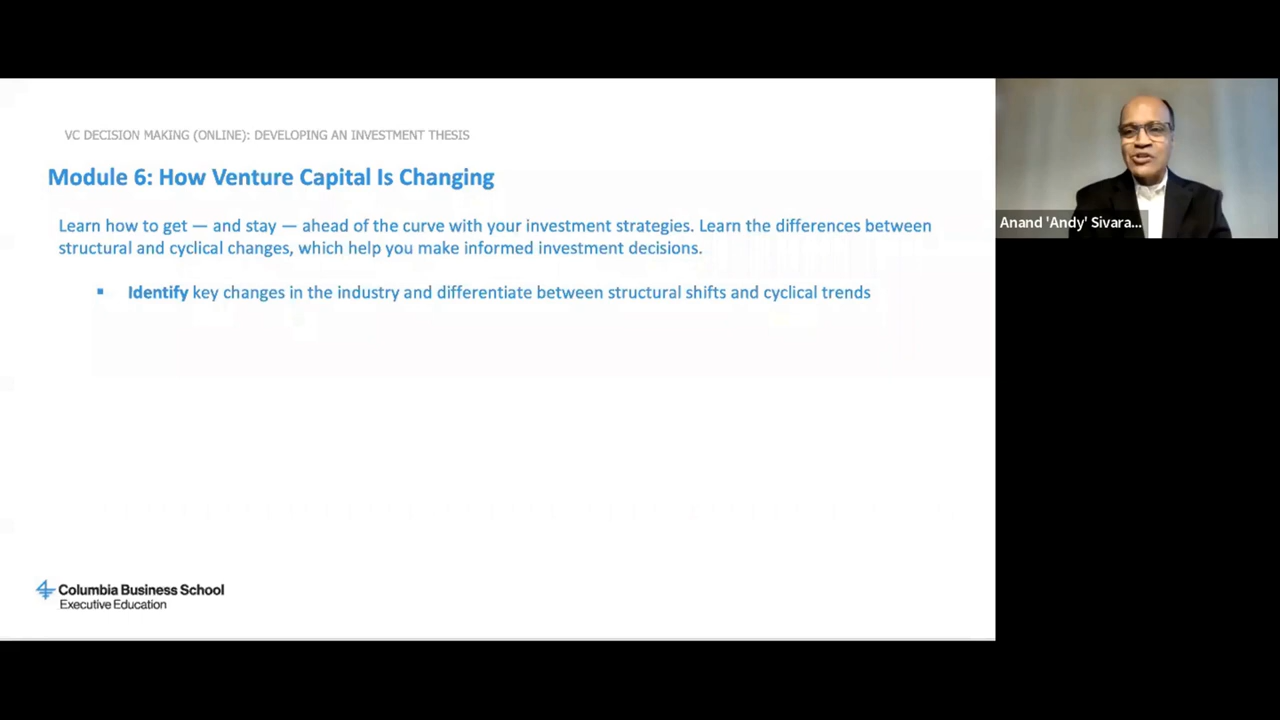 VC DECISION MAKING (ONLINE): DEVELOPING AN INVESTMENT THESIS
Module 6: How Venture Capital Is Changing
Learn how to get — and stay — ahead of the curve with your investment strategies. Learn the differences between
structural and cyclical changes, which help you make informed investment decisions.
▪ Identify key changes in the industry and differentiate between structural shifts and cyclical trends
Anand 'Andy' Sivara...
Columbia Business School
Executive Education